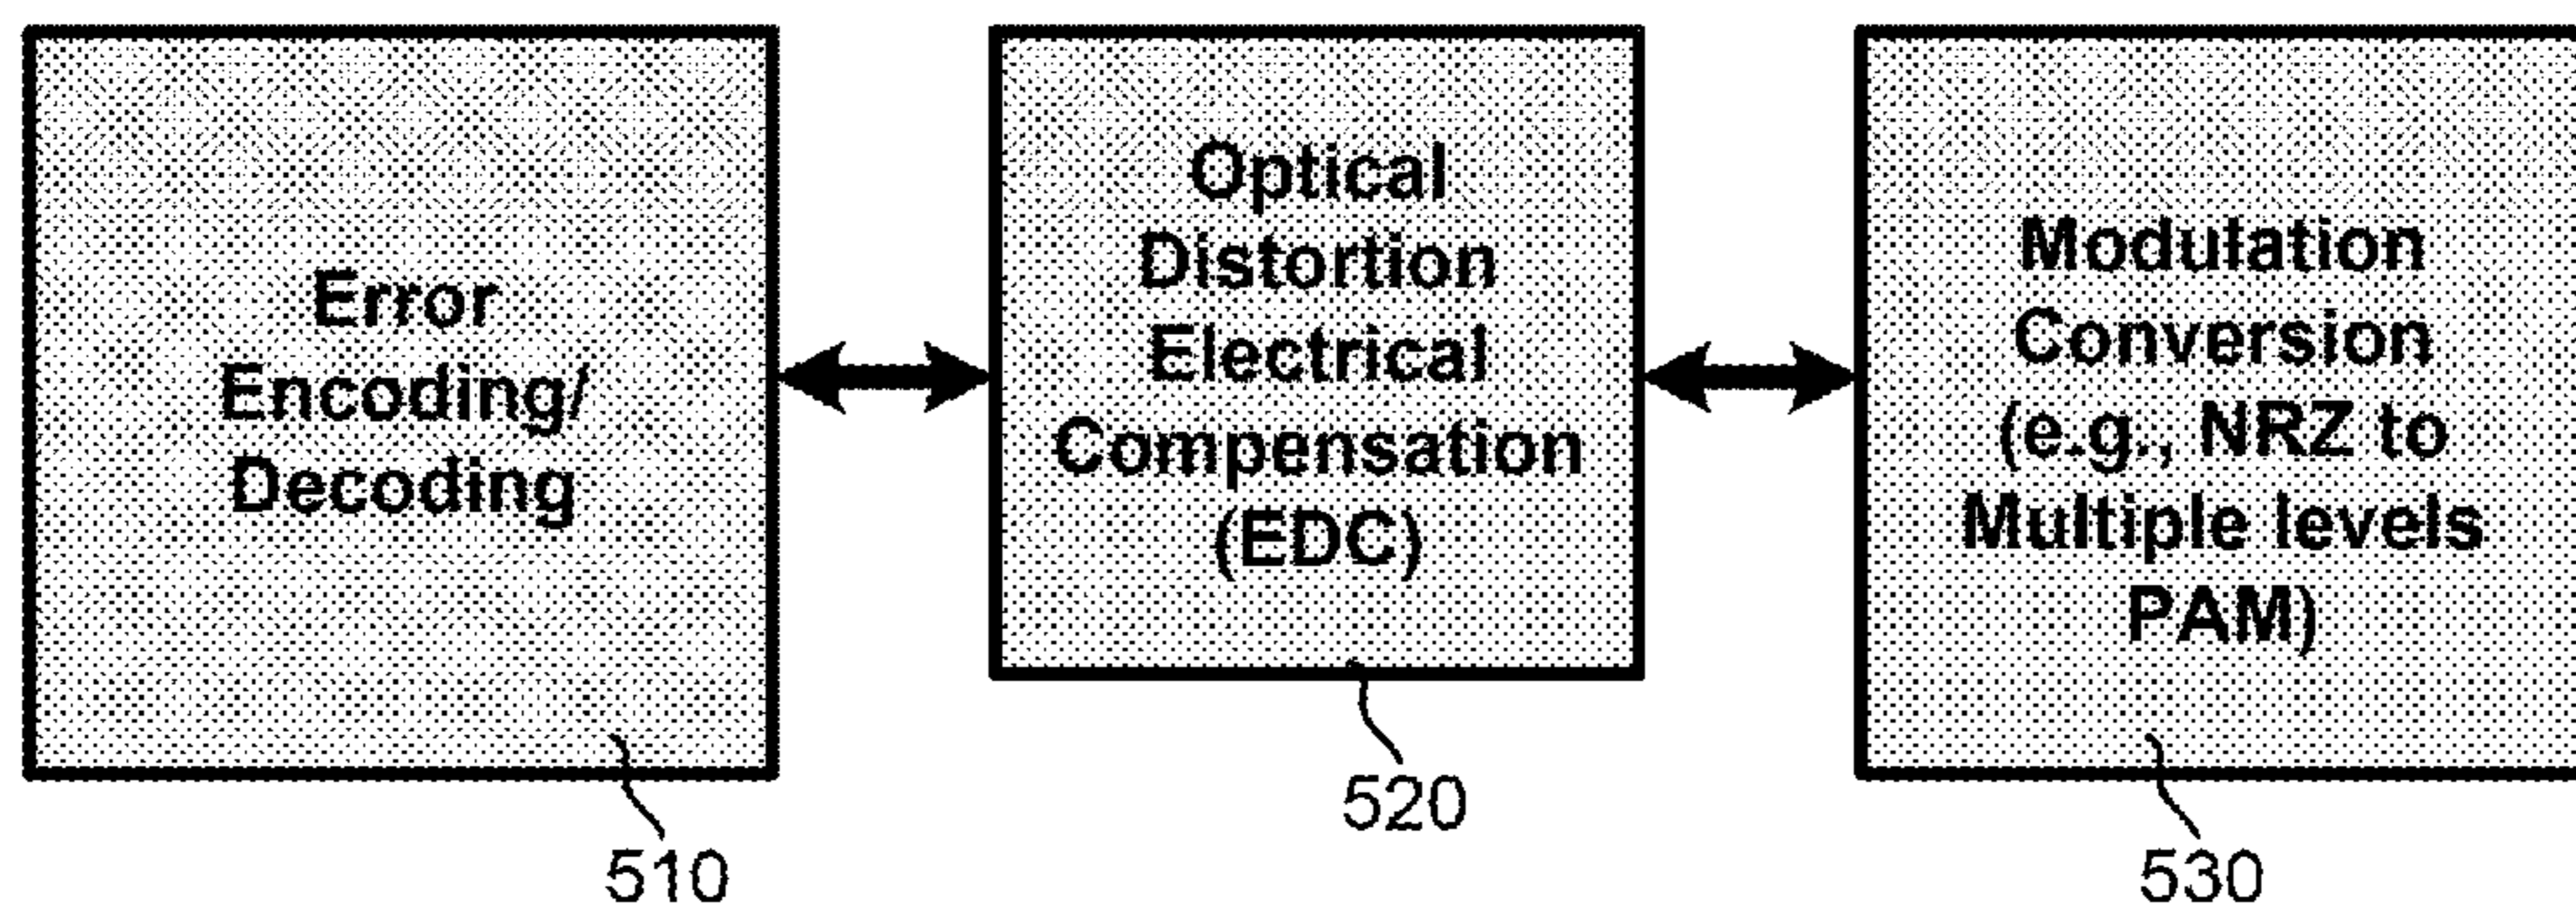 Error
Encoding/
Decoding
510
Optical
Distortion
Electrical
Compensation
(EDC)
520
Modulation
Conversion
(e.g., NRZ to
Multiple levels
PAM)
530